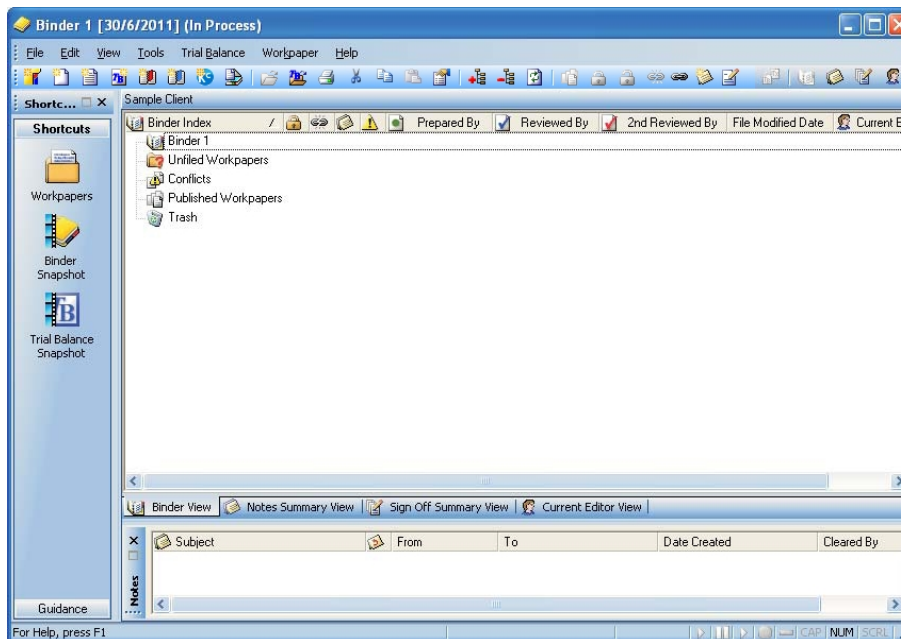 Binder 1 [30/6/2011] (In Process)
File Edit View Tools Trial Balance Workpaper Help
Shortc...
Sample Client
Shortcuts
Binder Index Prepared By Reviewed By 2nd Reviewed By File Modified Date Current E
Binder 1
Unfiled Workpapers
Conflicts
Published Workpapers
Trash
Workpapers
Binder
Snapshot
Trial Balance
Snapshot
Binder View Notes Summary View Sign Off Summary View Current Editor View
Notes
Subject From To Date Created Cleared By
Guidance
For Help, press F1 CAP NUM SCRL